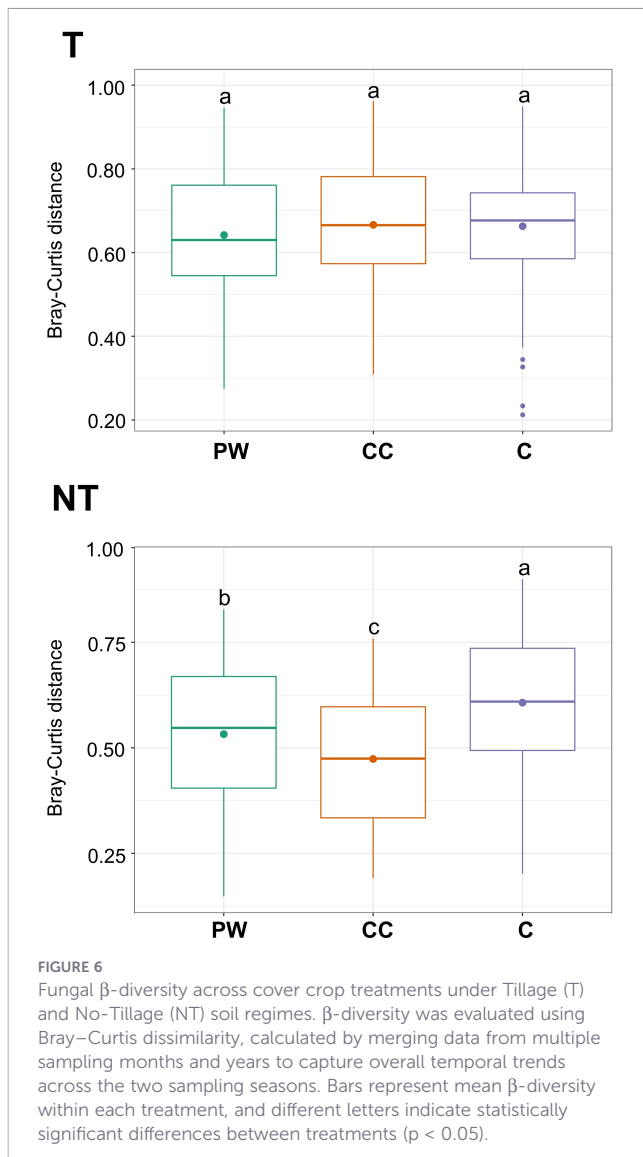 T
a a a
1.00
0.80
0.60
0.40
0.20
Bray-Curtis distance
PW CC C
NT
b c a
1.00
0.75
0.50
0.25
Bray-Curtis distance
PW CC C
FIGURE 6
Fungal β-diversity across cover crop treatments under Tillage (T)
and No-Tillage (NT) soil regimes. β-diversity was evaluated using
Bray–Curtis dissimilarity, calculated by merging data from multiple
sampling months and years to capture overall temporal trends
across the two sampling seasons. Bars represent mean β-diversity
within each treatment, and different letters indicate statistically
significant differences between treatments (p < 0.05).